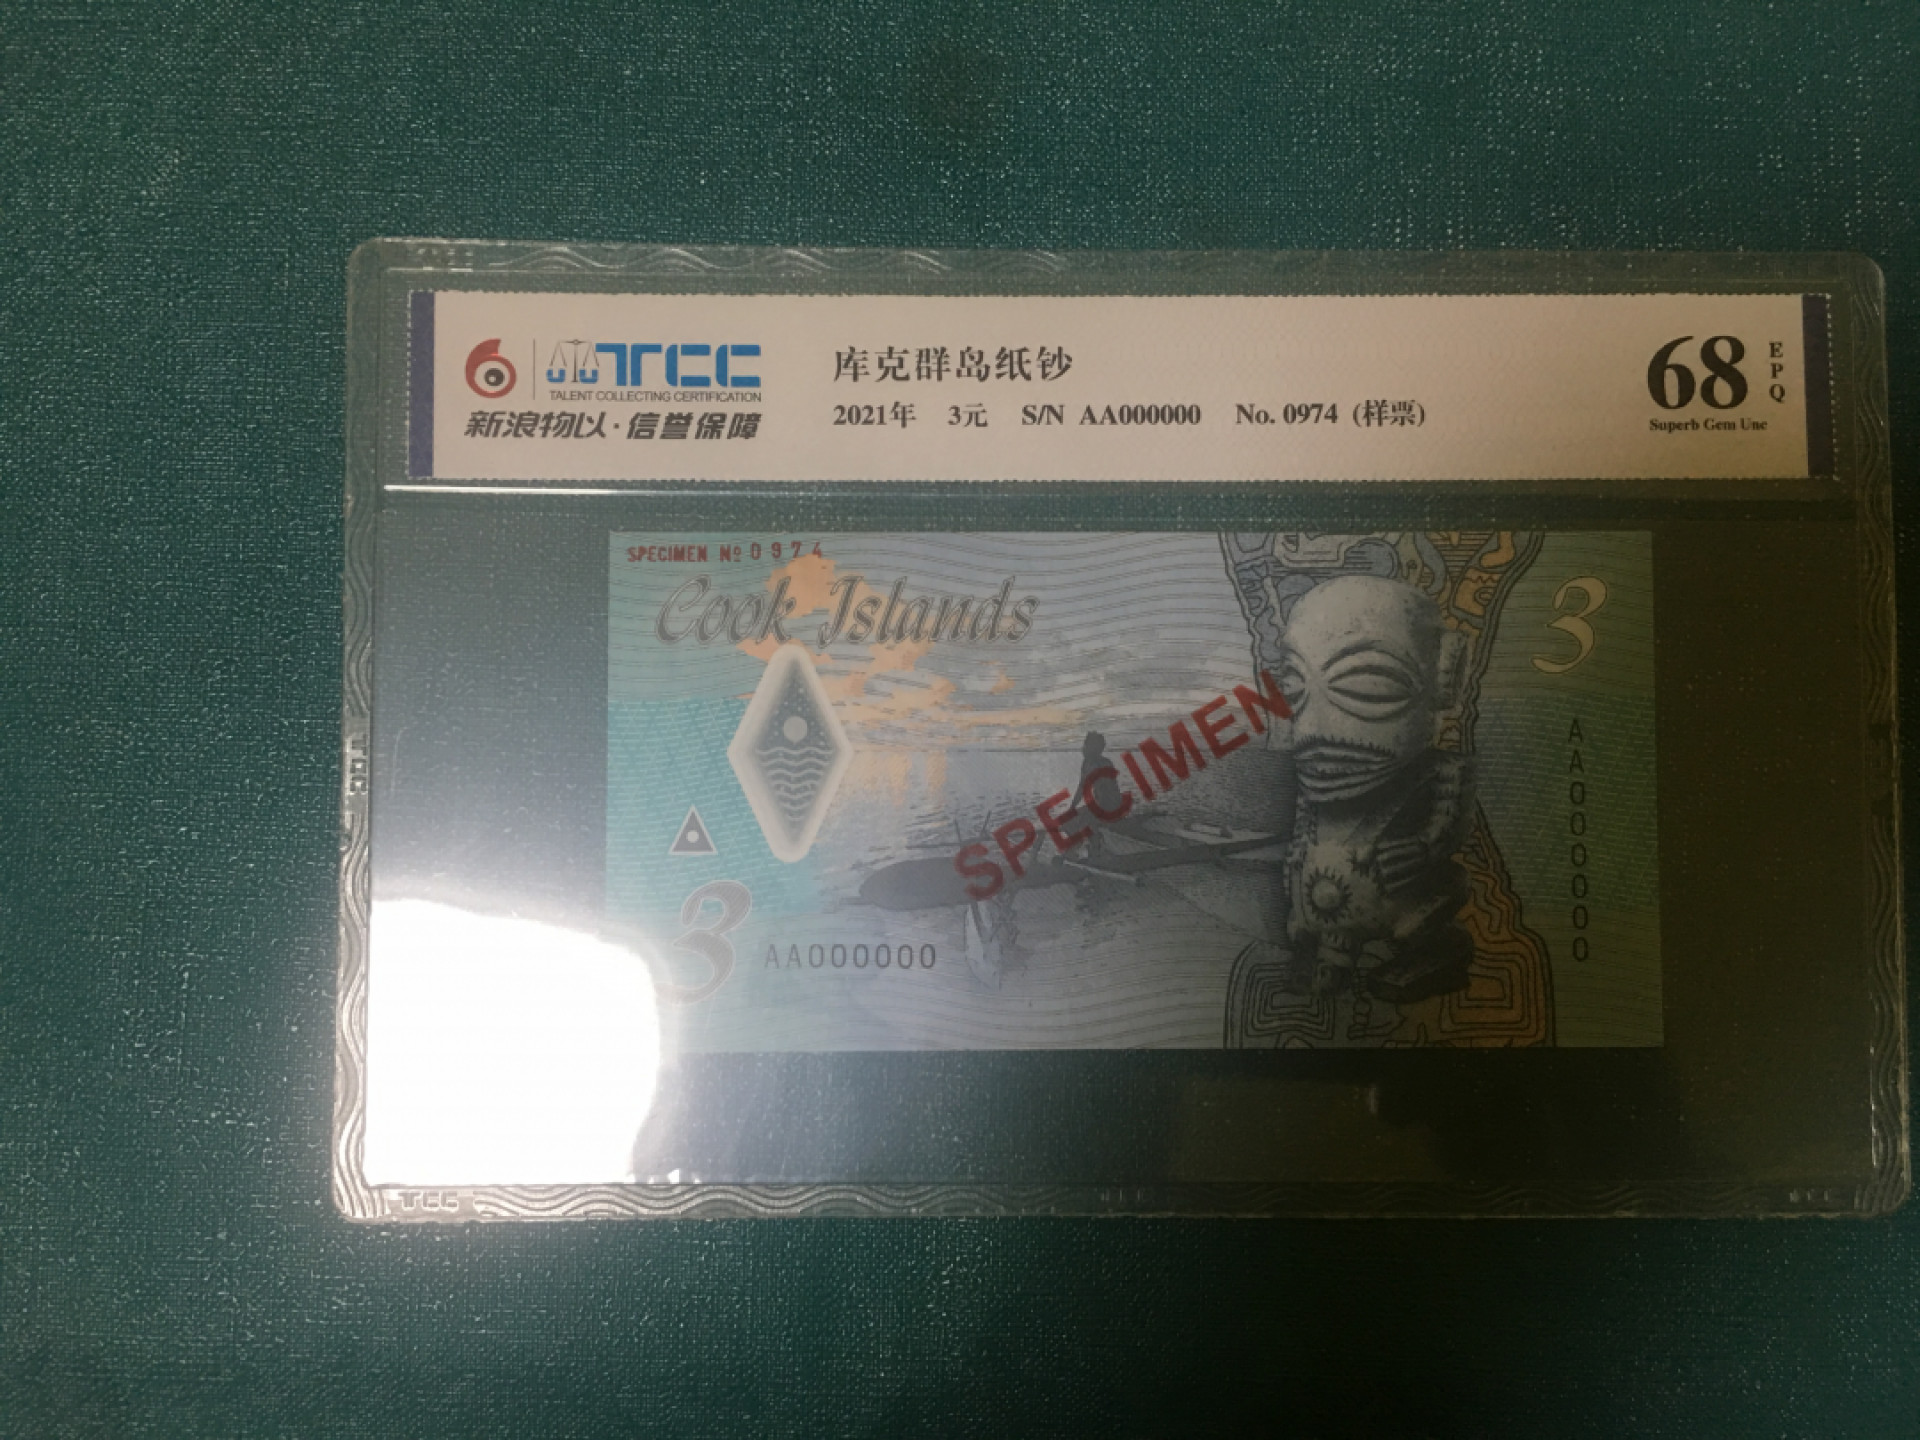 TCC
TALENT COLLECTING CERTIFICATION
新浪物以·信誉保障
库克群岛纸钞
2021年 3元 S/N AA000000 No. 0974 (样票)
68
EPQ
Superb Gem Unc
SPECIMEN № 0974
Cook Islands
3
SPECIMEN
AA000000
3
AA000000
TCC
TCC